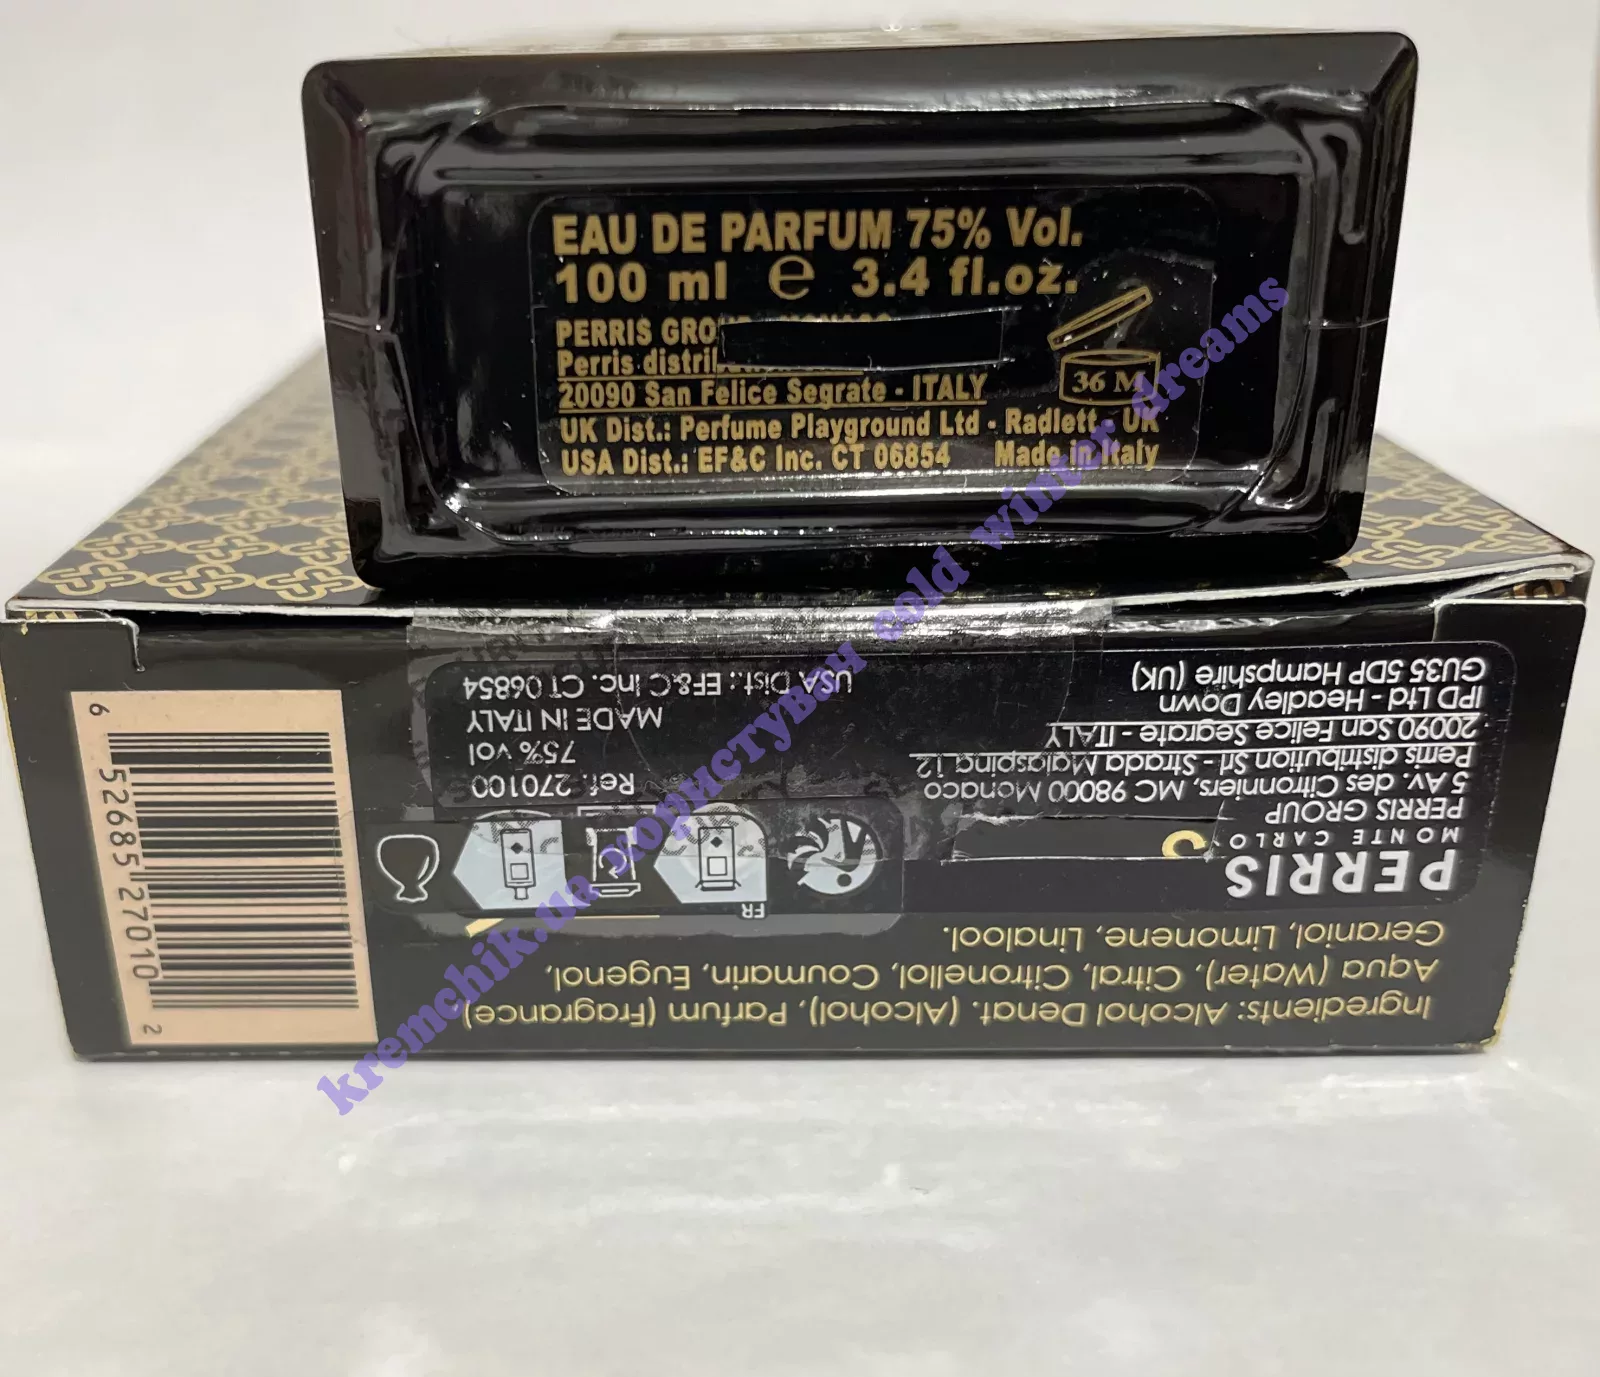 EAU DE PARFUM 75% Vol.
100 ml e 3.4 fl.oz.
PERRIS
Perris
20090 San Felice Segrate - ITALY
UK Dist.: Perfume Playground Ltd - Radlett - UK
USA Dist.: EF&C Inc. CT 06854 Made in Italy
36 M
Ingredients: Alcohol Denat. (Alcohol), Parfum (Fragrance)
Aqua (Water), Citral, Citronellol, Coumarin, Eugenol,
Geraniol, Limonene, Linalool.
PERRIS
MONTE CARLO
PERRIS GROUP
5 Av. des Citronniers, MC 98000 Monaco
Perris distribution Srl - Strada Malaspina 12
20090 San Felice Segrate - ITALY
IPD Ltd - Headley Down
GU35 5DP Hampshire (UK)
FR
Ref. 270100
75% vol
MADE IN ITALY
USA Dist.: EF&C Inc. CT 06854
6 52685 27010 2
kremchik.ua користувач cold winter dreams